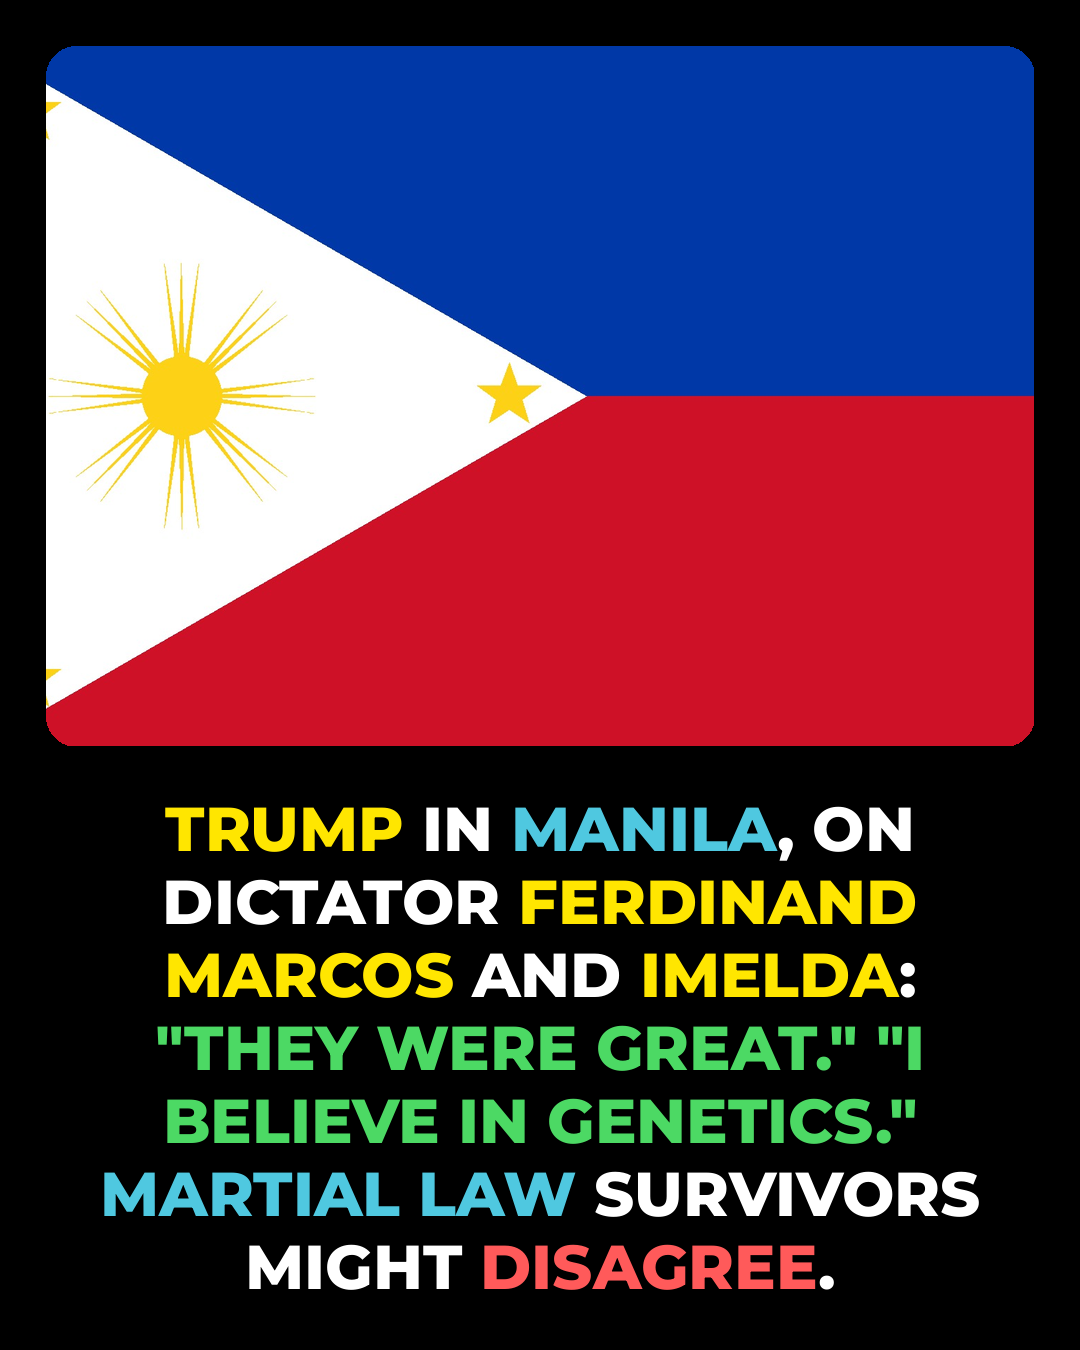 TRUMP IN MANILA, ON
DICTATOR FERDINAND
MARCOS AND IMELDA:
"THEY WERE GREAT." "I
BELIEVE IN GENETICS."
MARTIAL LAW SURVIVORS
MIGHT DISAGREE.